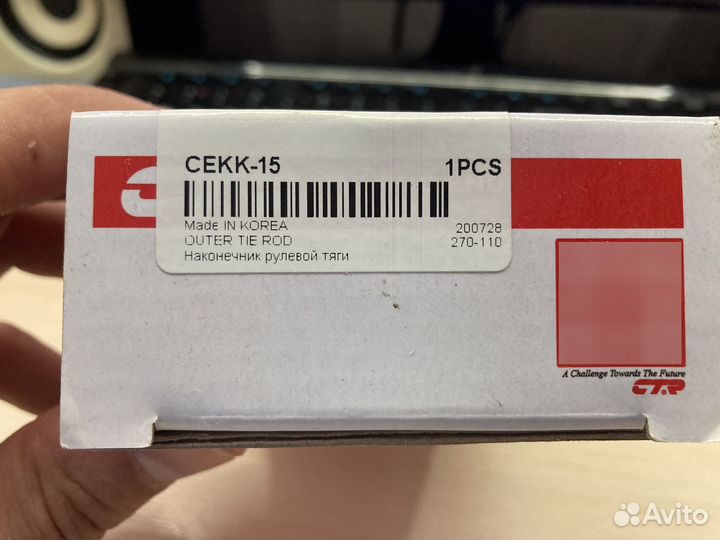 CEKK-15 1PCS
Made IN KOREA 200728
OUTER TIE ROD 270-110
Наконечник рулевой тяги
A Challenge Towards The Future
CTR
Avito